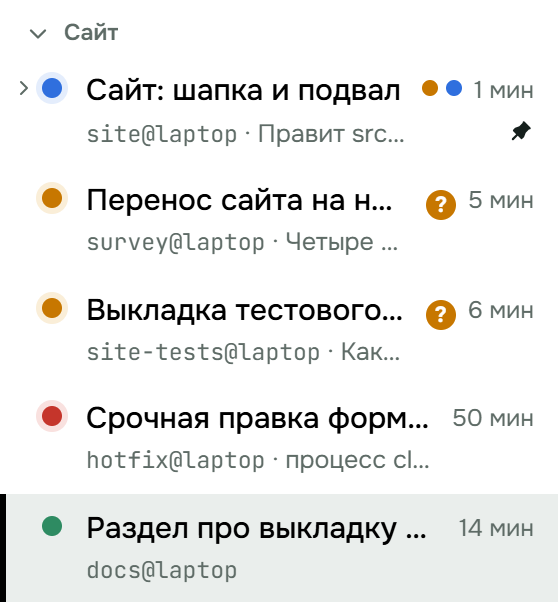 Сайт
Сайт: шапка и подвал 1 мин
site@laptop · Правит src...
Перенос сайта на н... ? 5 мин
survey@laptop · Четыре ...
Выкладка тестового... ? 6 мин
site-tests@laptop · Как...
Срочная правка форм... 50 мин
hotfix@laptop · процесс cl...
Раздел про выкладку ... 14 мин
docs@laptop